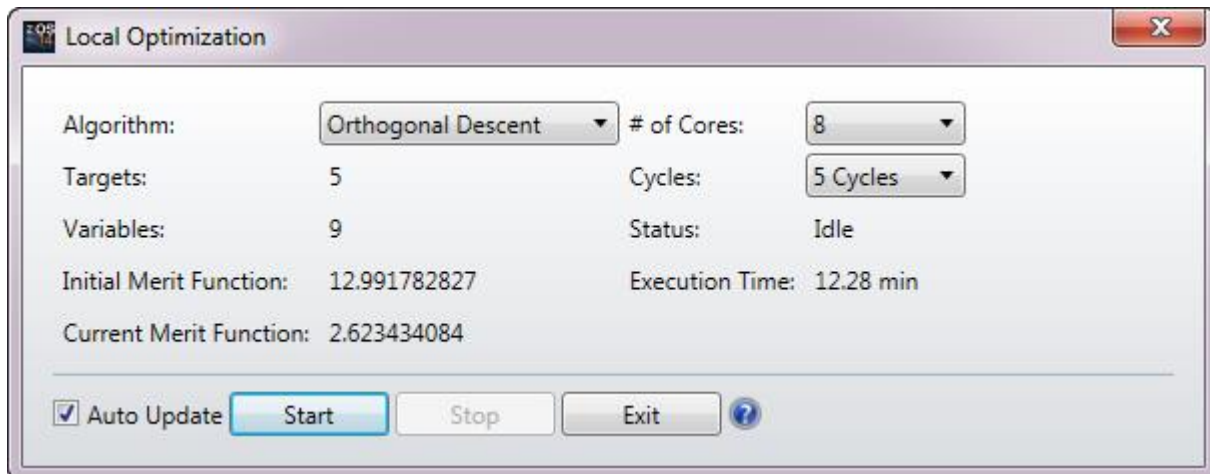 Local Optimization
Algorithm: Orthogonal Descent # of Cores: 8
Targets: 5 Cycles: 5 Cycles
Variables: 9 Status: Idle
Initial Merit Function: 12.991782827 Execution Time: 12.28 min
Current Merit Function: 2.623434084
Auto Update Start Stop Exit ?